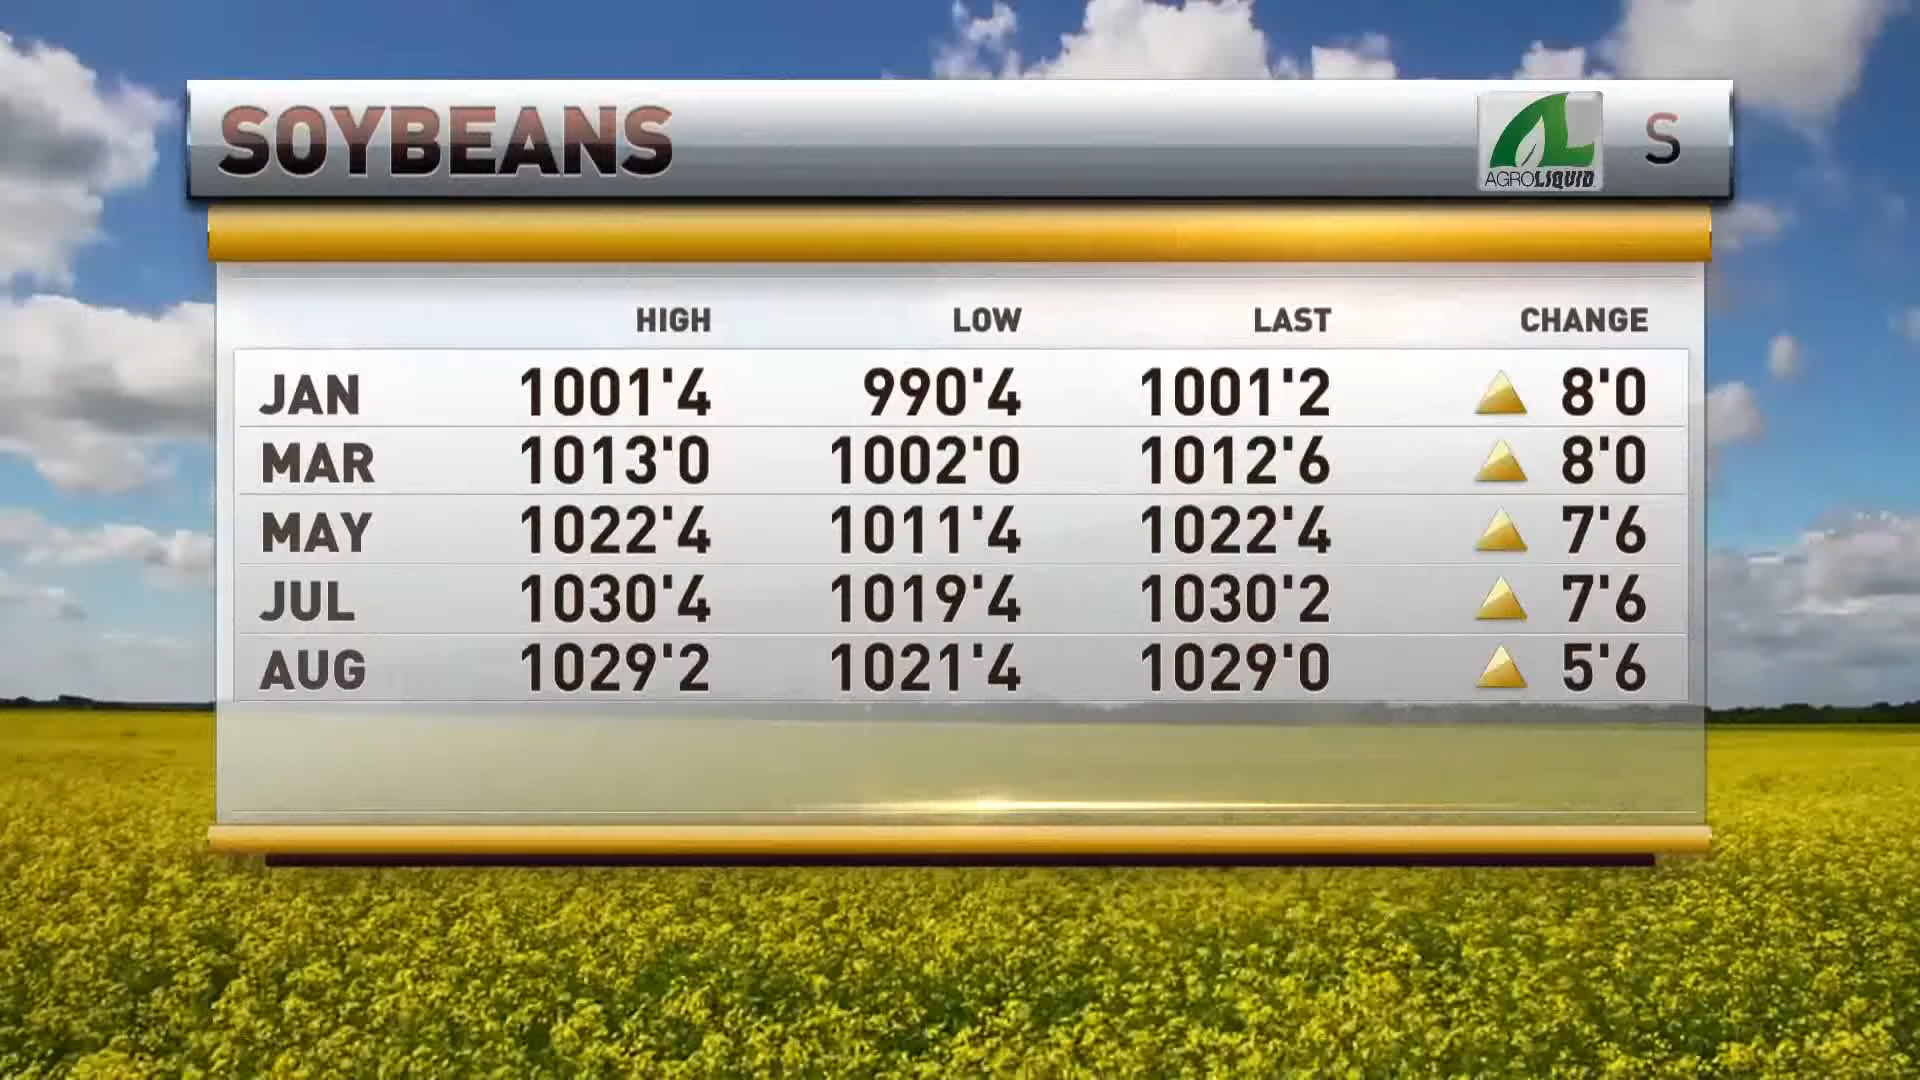 SOYBEANS AGROLIQUID S
HIGH LOW LAST CHANGE
JAN 1001'4 990'4 1001'2 8'0
MAR 1013'0 1002'0 1012'6 8'0
MAY 1022'4 1011'4 1022'4 7'6
JUL 1030'4 1019'4 1030'2 7'6
AUG 1029'2 1021'4 1029'0 5'6